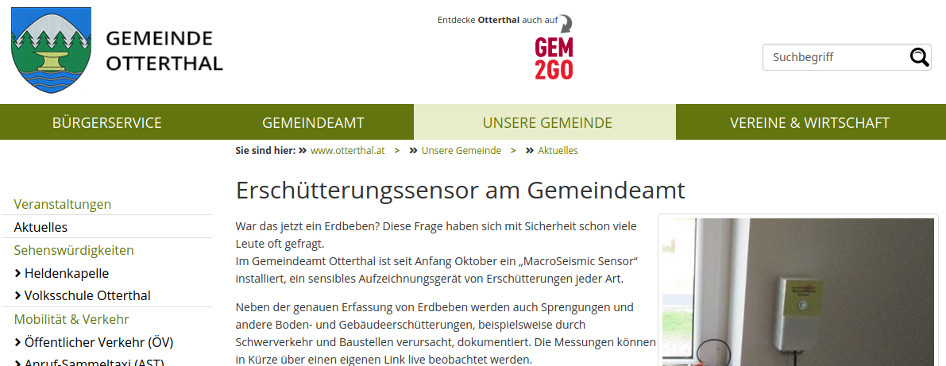 GEMEINDE
OTTERTHAL
Entdecke Otterthal auch auf
GEM
2GO
Suchbegriff
BÜRGERSERVICE
GEMEINDEAMT
UNSERE GEMEINDE
VEREINE & WIRTSCHAFT
Sie sind hier: www.otterthal.at > Unsere Gemeinde > Aktuelles
Veranstaltungen
Aktuelles
Sehenswürdigkeiten
Heldenkapelle
Volksschule Otterthal
Mobilität & Verkehr
Öffentlicher Verkehr (ÖV)
Anruf-Sammeltaxi (AST)
Erschütterungssensor am Gemeindeamt
War das jetzt ein Erdbeben? Diese Frage haben sich mit Sicherheit schon viele
Leute oft gefragt.
Im Gemeindeamt Otterthal ist seit Anfang Oktober ein „MacroSeismic Sensor“
installiert, ein sensibles Aufzeichnungsgerät von Erschütterungen jeder Art.
Neben der genauen Erfassung von Erdbeben werden auch Sprengungen und
andere Boden- und Gebäudeerschütterungen, beispielsweise durch
Schwerverkehr und Baustellen verursacht, dokumentiert. Die Messungen können
in Kürze über einen eigenen Link live beobachtet werden.